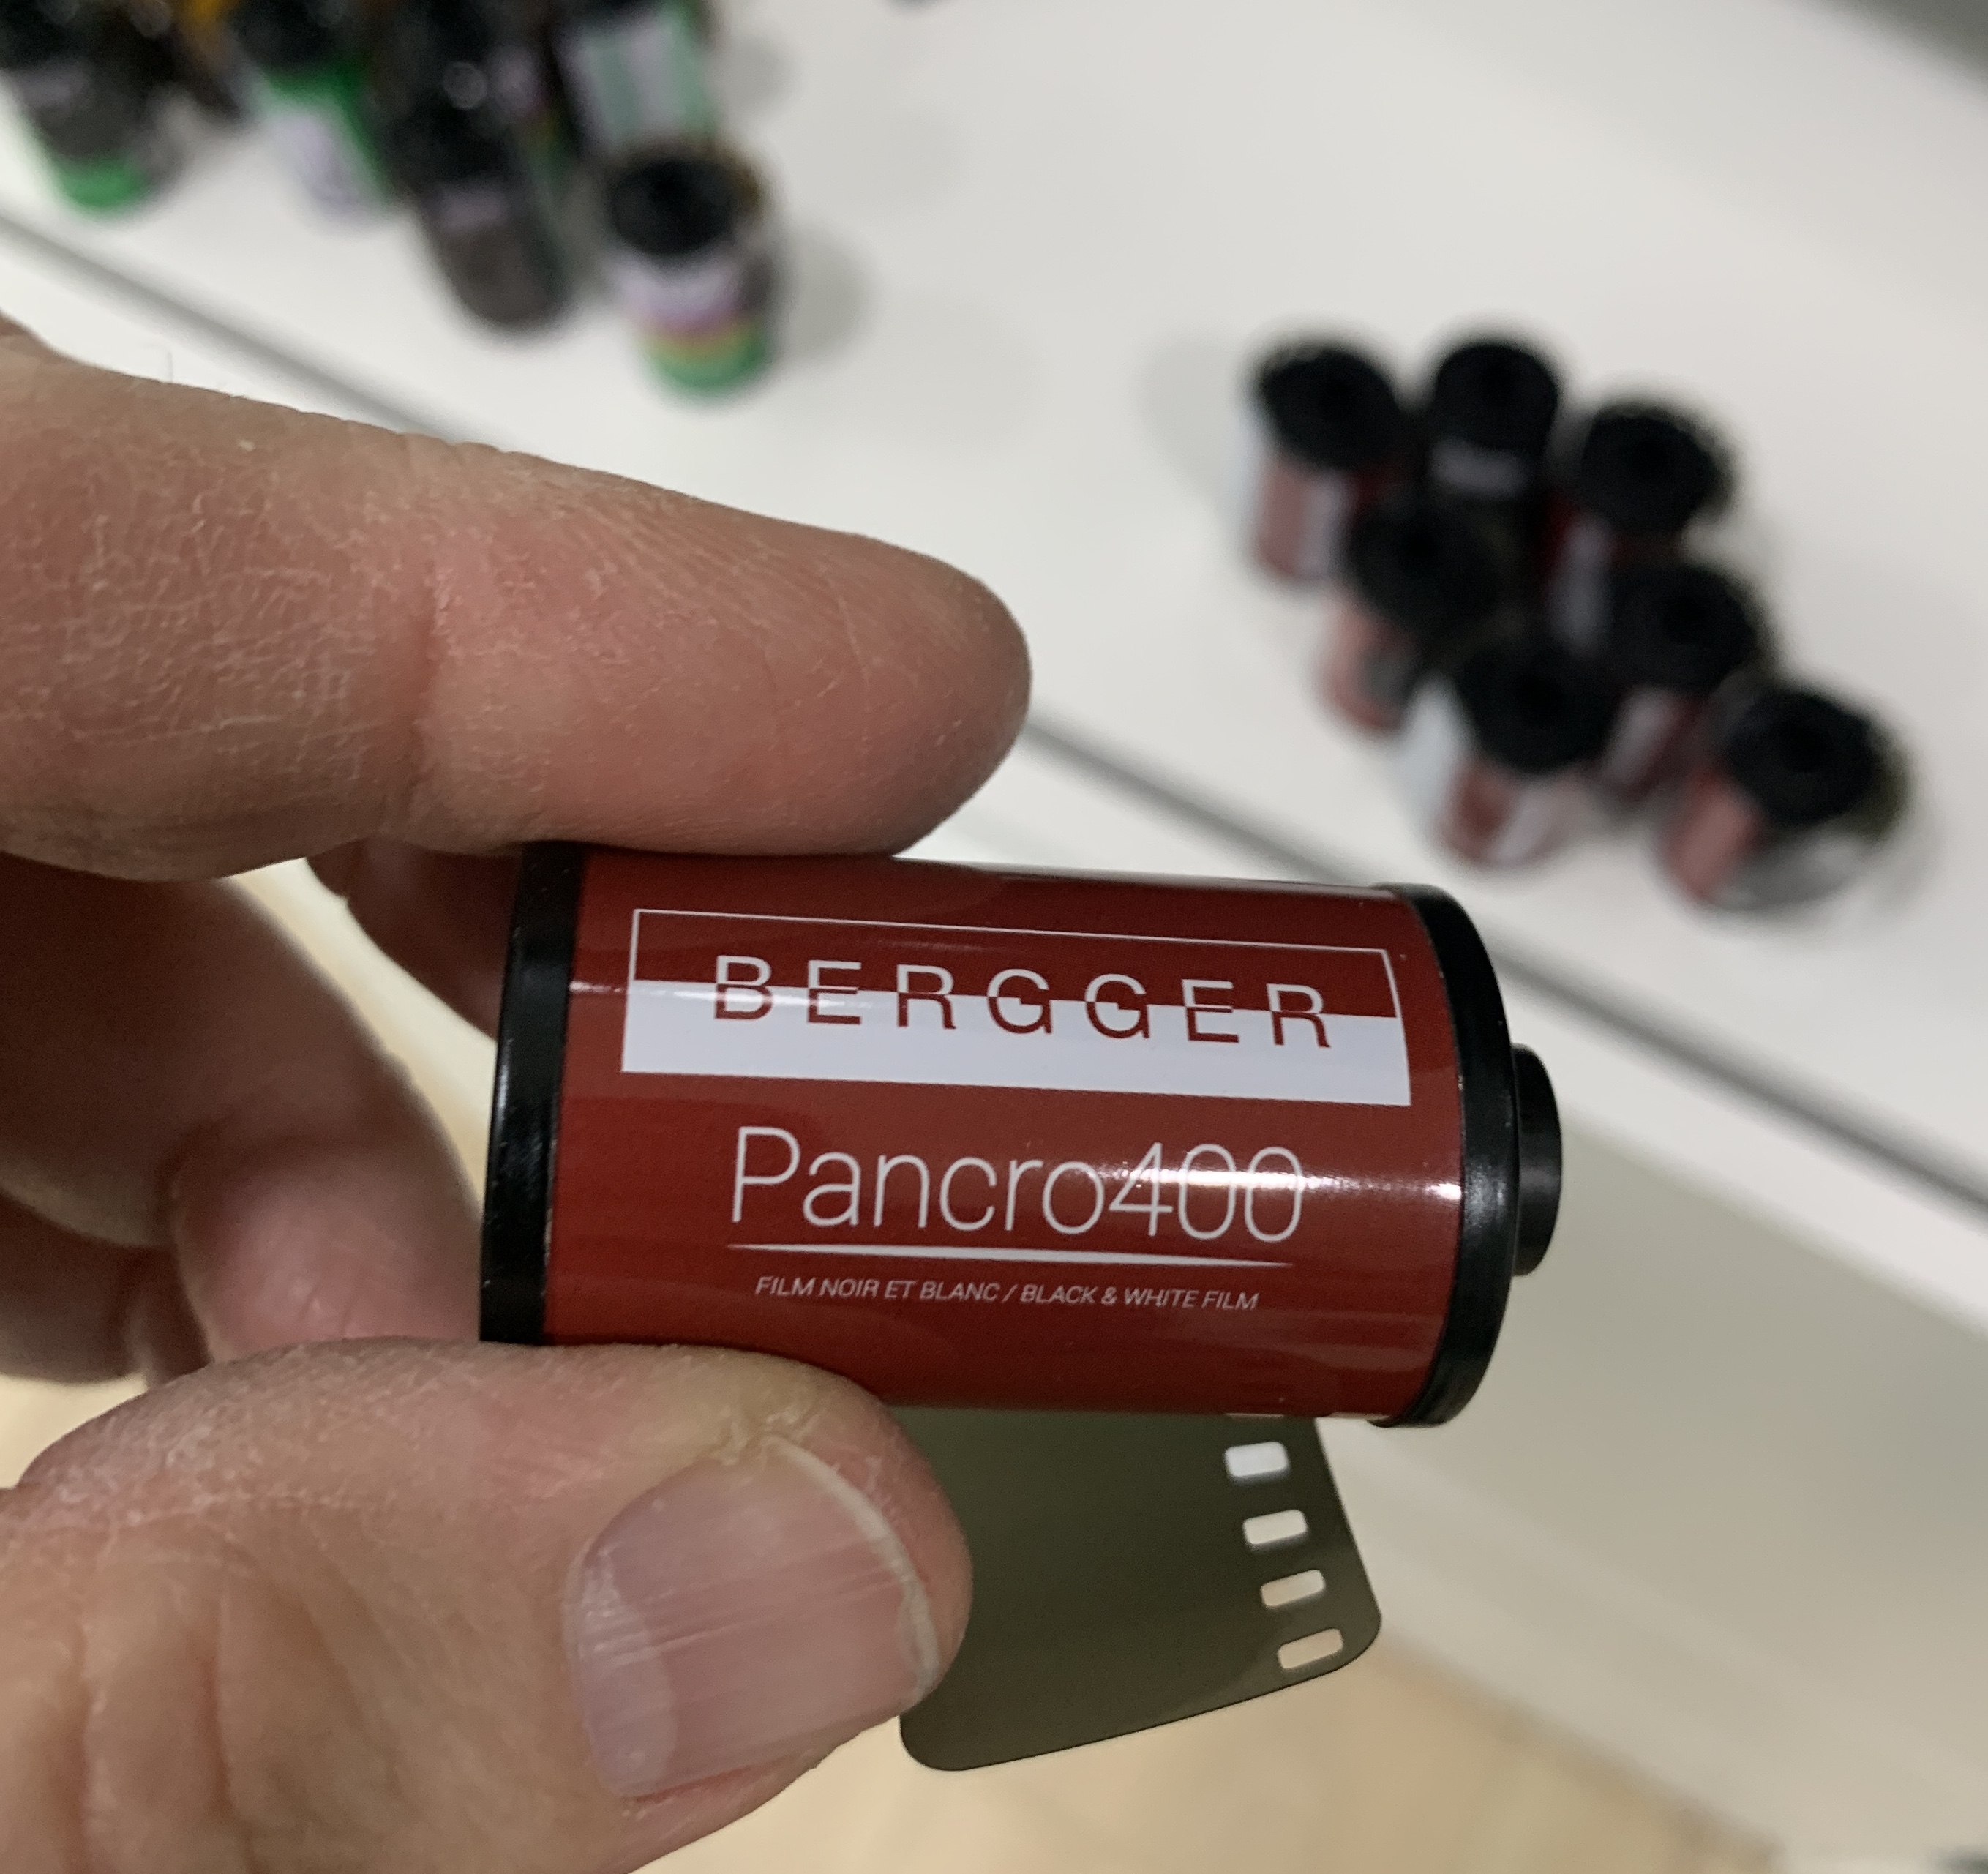 BERGGER
Pancro400
FILM NOIR ET BLANC / BLACK & WHITE FILM